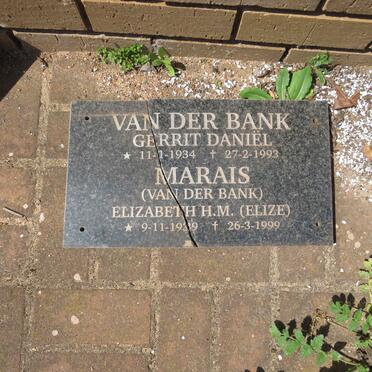 VAN DER BANK
GERRIT DANIËL
★ 11-1-1934 ✝ 27-2-1993
MARAIS
(VAN DER BANK)
ELIZABETH H.M. (ELIZE)
★ 9-11-1939 ✝ 26-3-1999